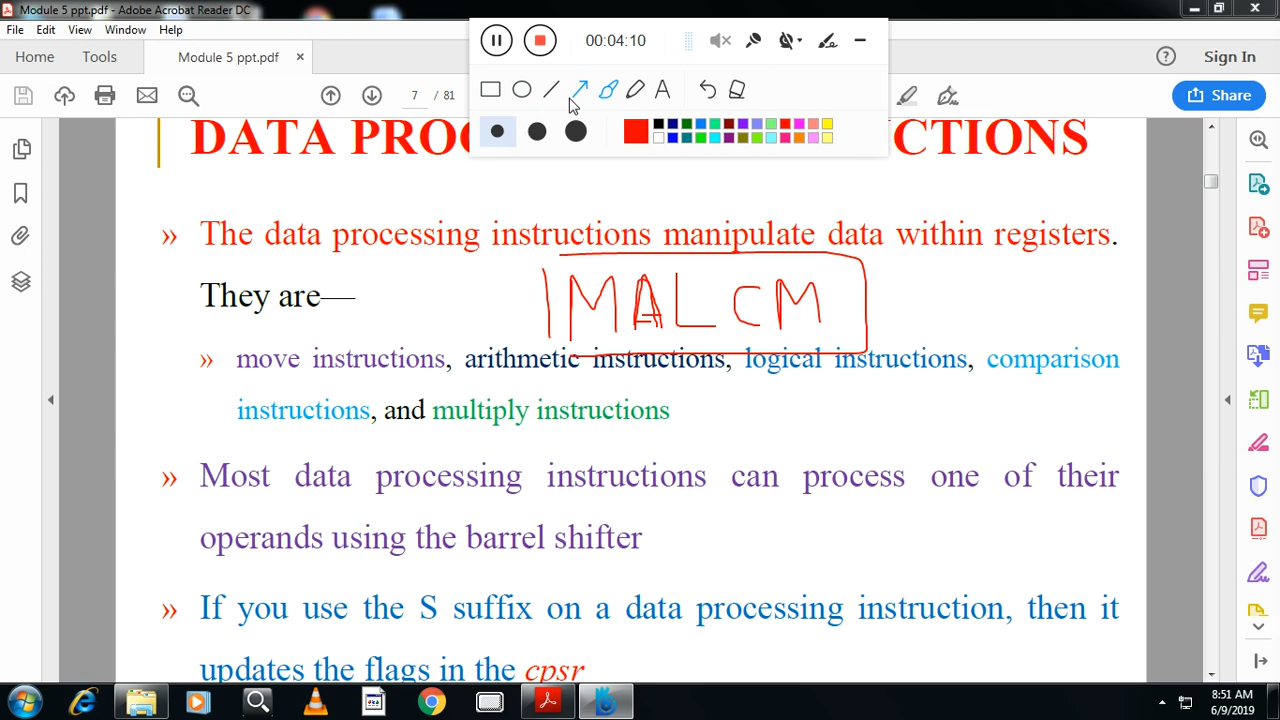 Module 5 ppt.pdf - Adobe Acrobat Reader DC
File Edit View Window Help
00:04:10
Home Tools Module 5 ppt.pdf × Sign In
7 / 81 Share
DATA PROC CTIONS
» The data processing instructions manipulate data within registers.
MALCM
They are—
» move instructions, arithmetic instructions, logical instructions, comparison
instructions, and multiply instructions
» Most data processing instructions can process one of their
operands using the barrel shifter
» If you use the S suffix on a data processing instruction, then it
updates the flags in the cpsr
8:51 AM
6/9/2019